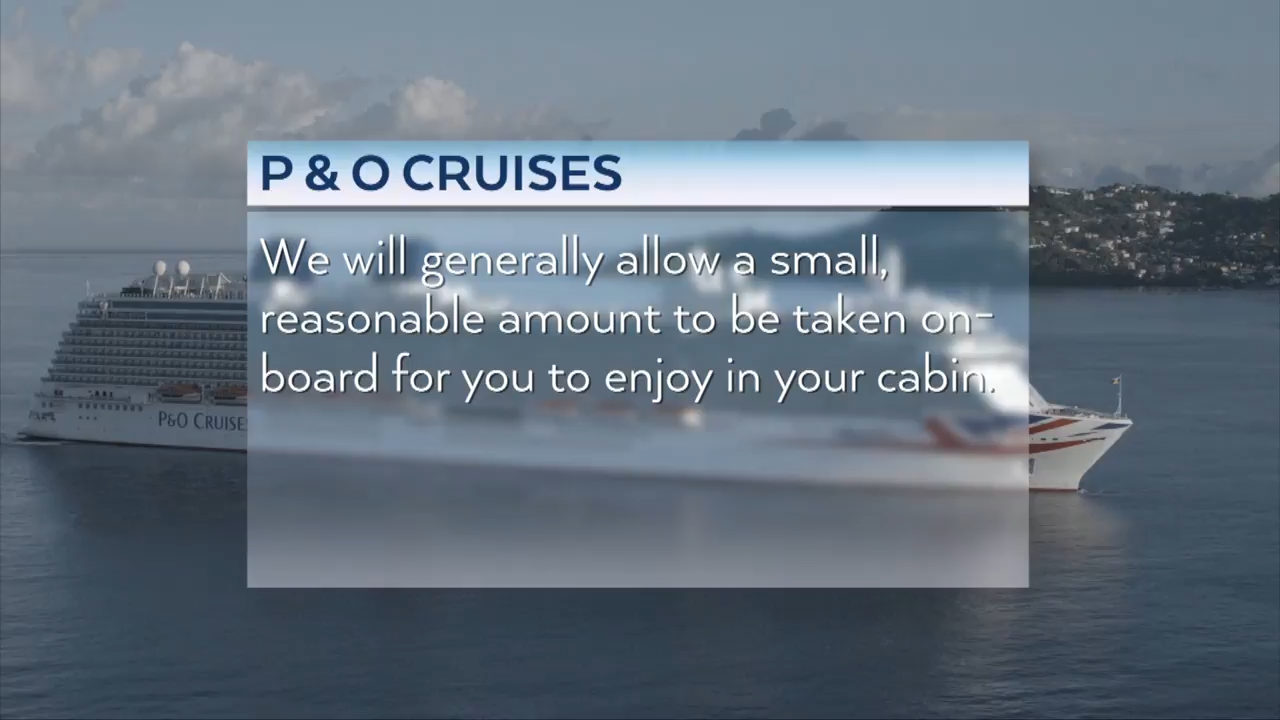 P & O CRUISES
We will generally allow a small,
reasonable amount to be taken on-
board for you to enjoy in your cabin.
P&O CRUISE